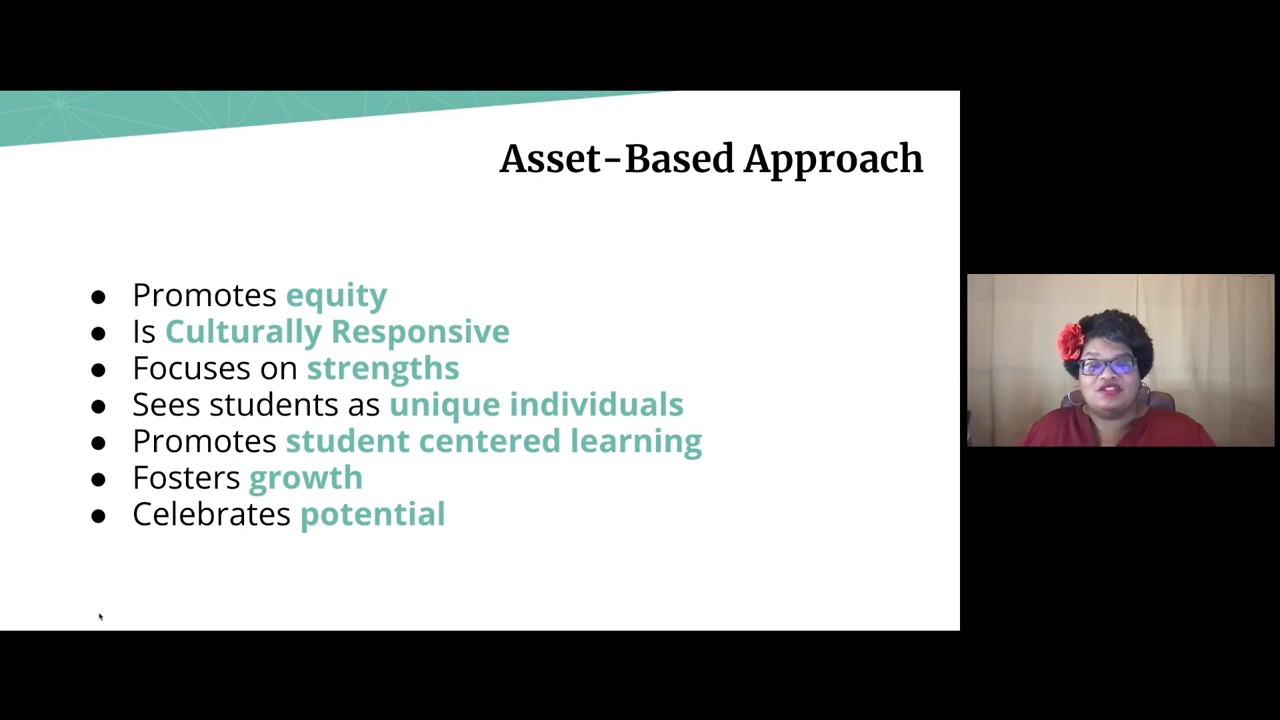 Asset-Based Approach
● Promotes equity
● Is Culturally Responsive
● Focuses on strengths
● Sees students as unique individuals
● Promotes student centered learning
● Fosters growth
● Celebrates potential